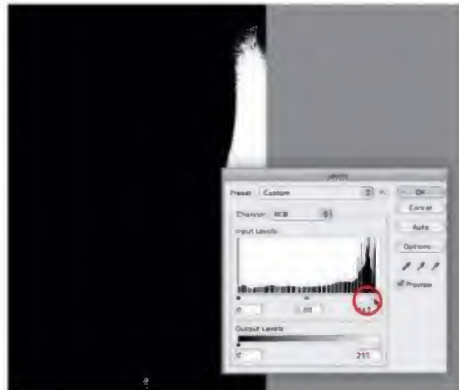 Levels
Preset: Custom
OK
Cancel
Channel: RGB
Auto
Input Levels
Options
Preview
0
Output Levels
255